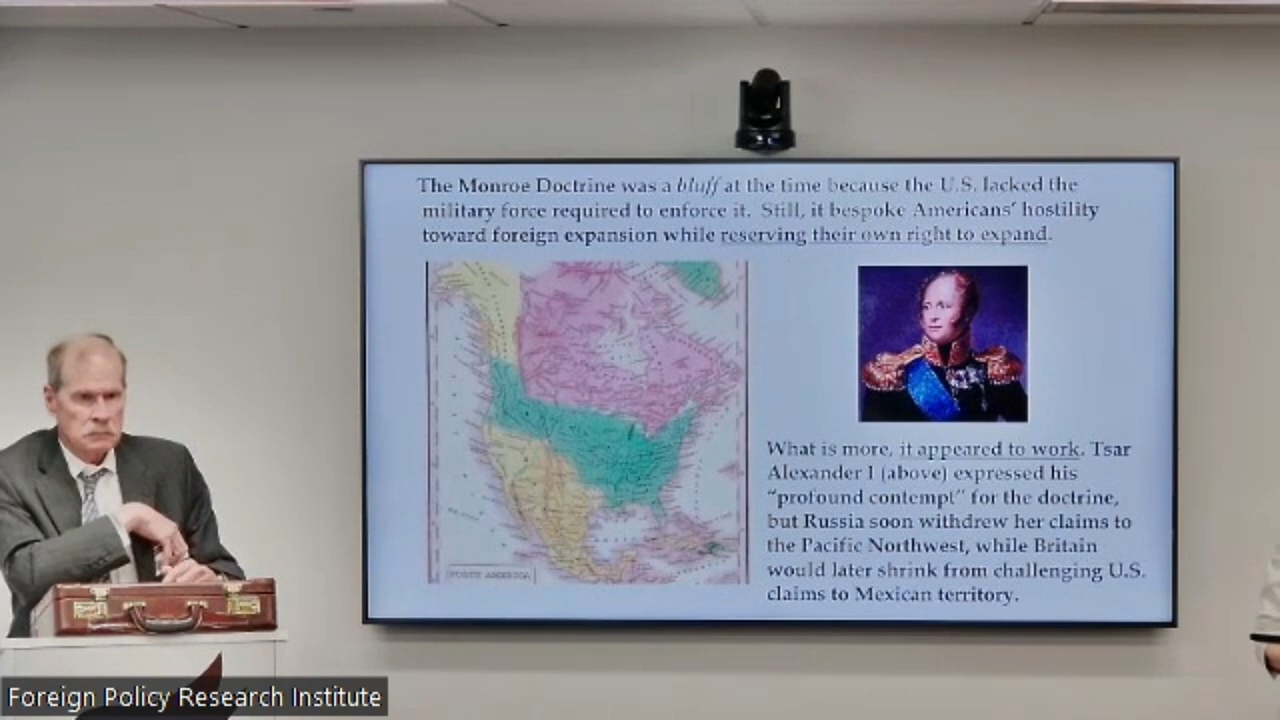 The Monroe Doctrine was a bluff at the time because the U.S. lacked the
military force required to enforce it. Still, it bespoke Americans' hostility
toward foreign expansion while reserving their own right to expand.
NORTH AMERICA
What is more, it appeared to work. Tsar
Alexander I (above) expressed his
"profound contempt" for the doctrine,
but Russia soon withdrew her claims to
the Pacific Northwest, while Britain
would later shrink from challenging U.S.
claims to Mexican territory.
Foreign Policy Research Institute